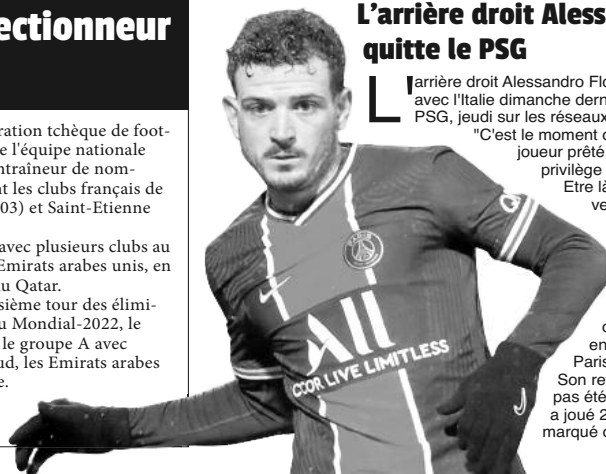 ectionneur
ration tchèque de foot-
e l'équipe nationale
ntraîneur de nom-
t les clubs français de
03) et Saint-Etienne
avec plusieurs clubs au
Emirats arabes unis, en
u Qatar.
sième tour des élimi-
u Mondial-2022, le
le groupe A avec
ud, les Emirats arabes
e.
L'arrière droit Aless
quitte le PSG
L'arrière droit Alessandro Flo
avec l'Italie dimanche dern
PSG, jeudi sur les réseaux
"C'est le moment d
joueur prêté
privilège
Etre là
ve
en
Paris
Son re
pas été
a joué 2
marqué d
PARIS
ALL
CCOR LIVE LIMITLESS